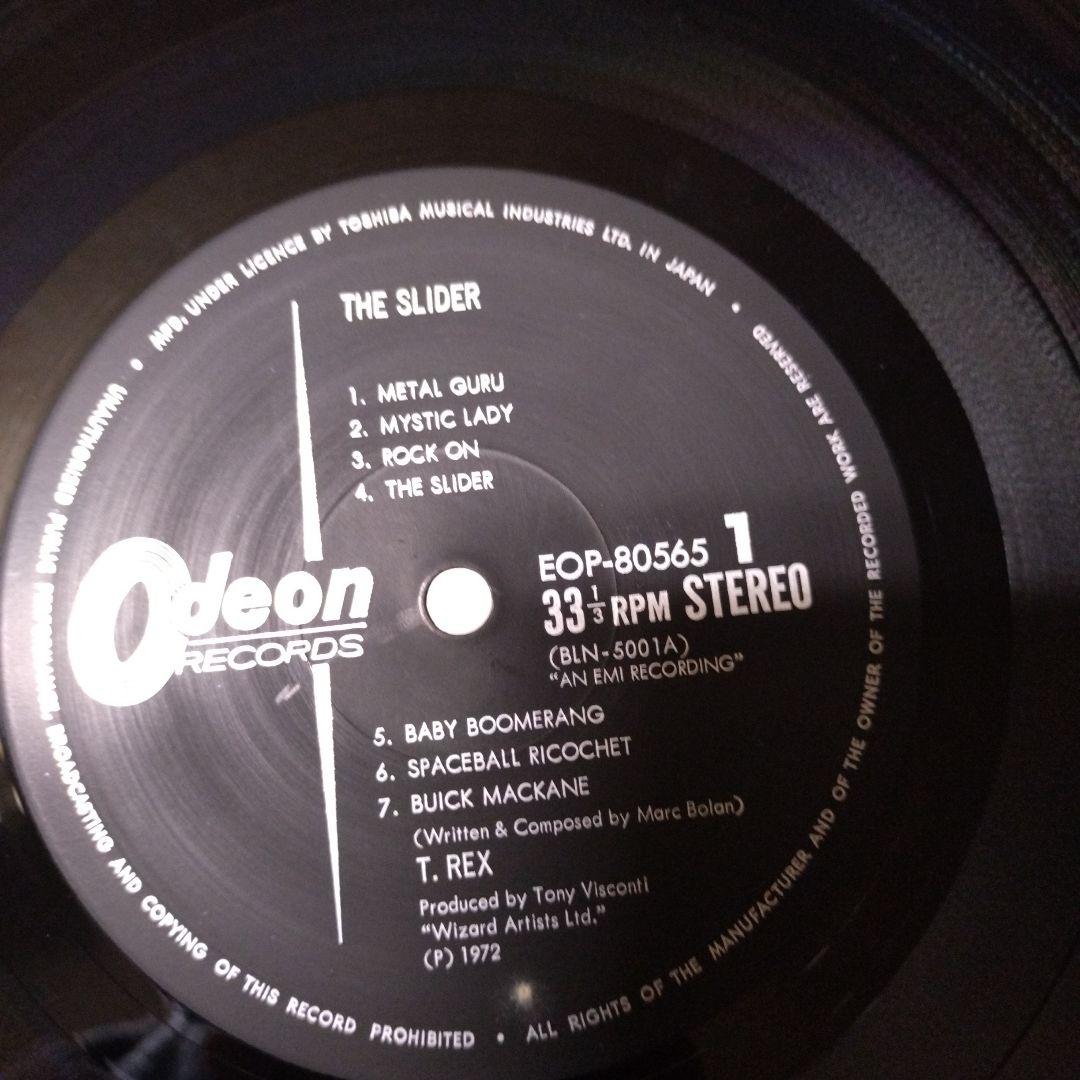 MFD. UNDER LICENCE BY TOSHIBA MUSICAL INDUSTRIES LTD. IN JAPAN •
ALL RIGHTS OF THE MANUFACTURER AND OF THE OWNER OF THE RECORDED WORK ARE RESERVED
• UNAUTHORISED PUBLIC PERFORMANCE, BROADCASTING AND COPYING OF THIS RECORD PROHIBITED •
THE SLIDER
1. METAL GURU
2. MYSTIC LADY
3. ROCK ON
4. THE SLIDER
Odeon
RECORDS
EOP-80565 1
33 1/3 RPM STEREO
(BLN-5001A)
"AN EMI RECORDING"
5. BABY BOOMERANG
6. SPACEBALL RICOCHET
7. BUICK MACKANE
(Written & Composed by Marc Bolan)
T. REX
Produced by Tony Visconti
"Wizard Artists Ltd."
(P) 1972